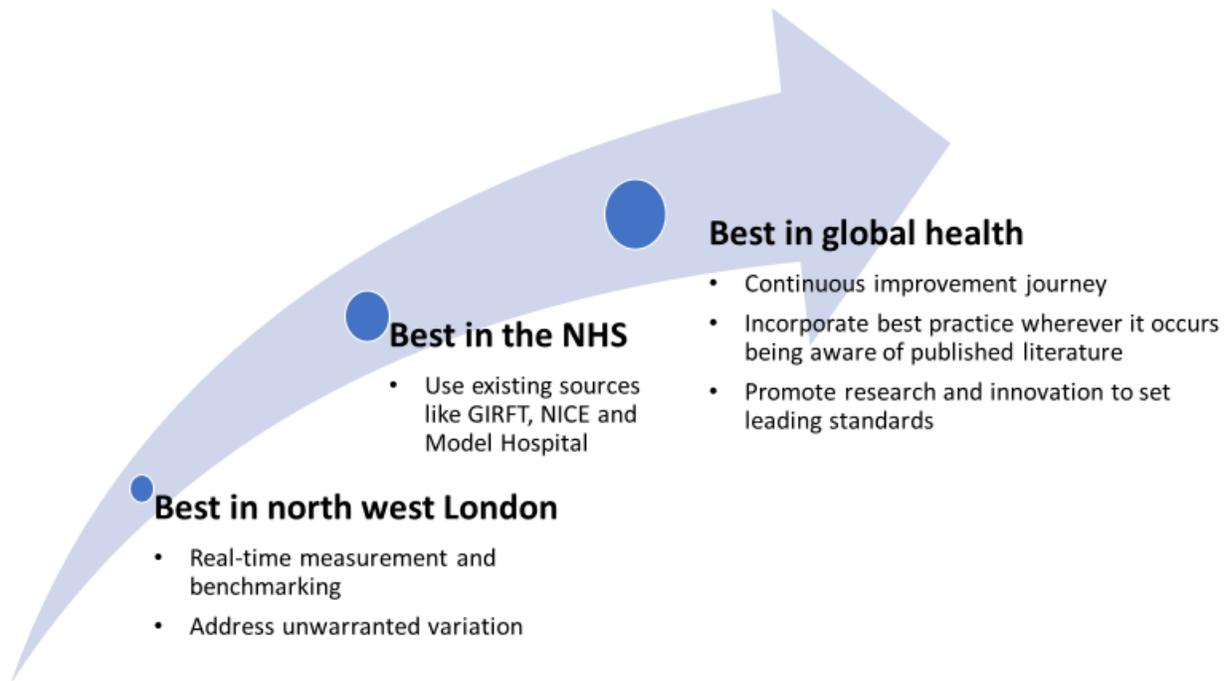 Best in global health
• Continuous improvement journey
• Incorporate best practice wherever it occurs
being aware of published literature
• Promote research and innovation to set
leading standards
Best in the NHS
• Use existing sources
like GIRFT, NICE and
Model Hospital
Best in north west London
• Real-time measurement and
benchmarking
• Address unwarranted variation